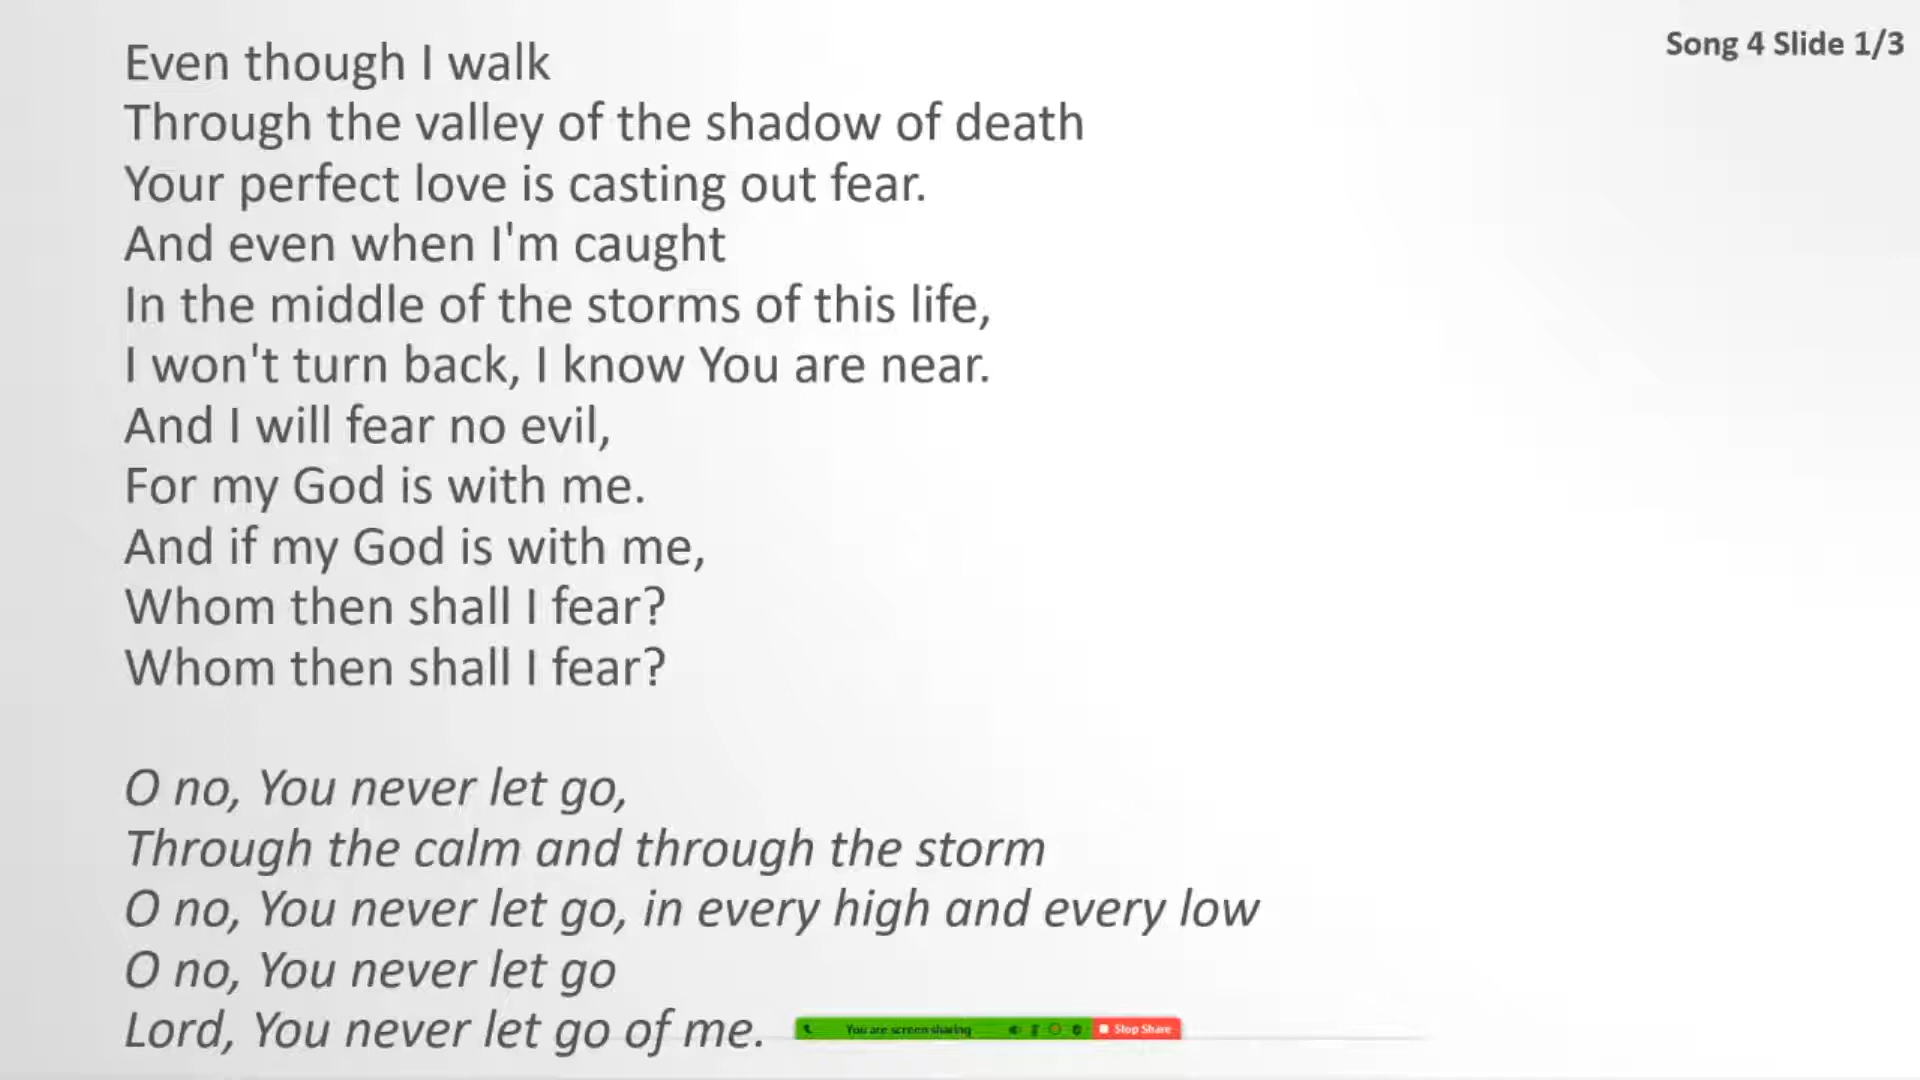 Song 4 Slide 1/3
Even though I walk
Through the valley of the shadow of death
Your perfect love is casting out fear.
And even when I'm caught
In the middle of the storms of this life,
I won't turn back, I know You are near.
And I will fear no evil,
For my God is with me.
And if my God is with me,
Whom then shall I fear?
Whom then shall I fear?
O no, You never let go,
Through the calm and through the storm
O no, You never let go, in every high and every low
O no, You never let go
Lord, You never let go of me.
You are screen sharing
Stop Share